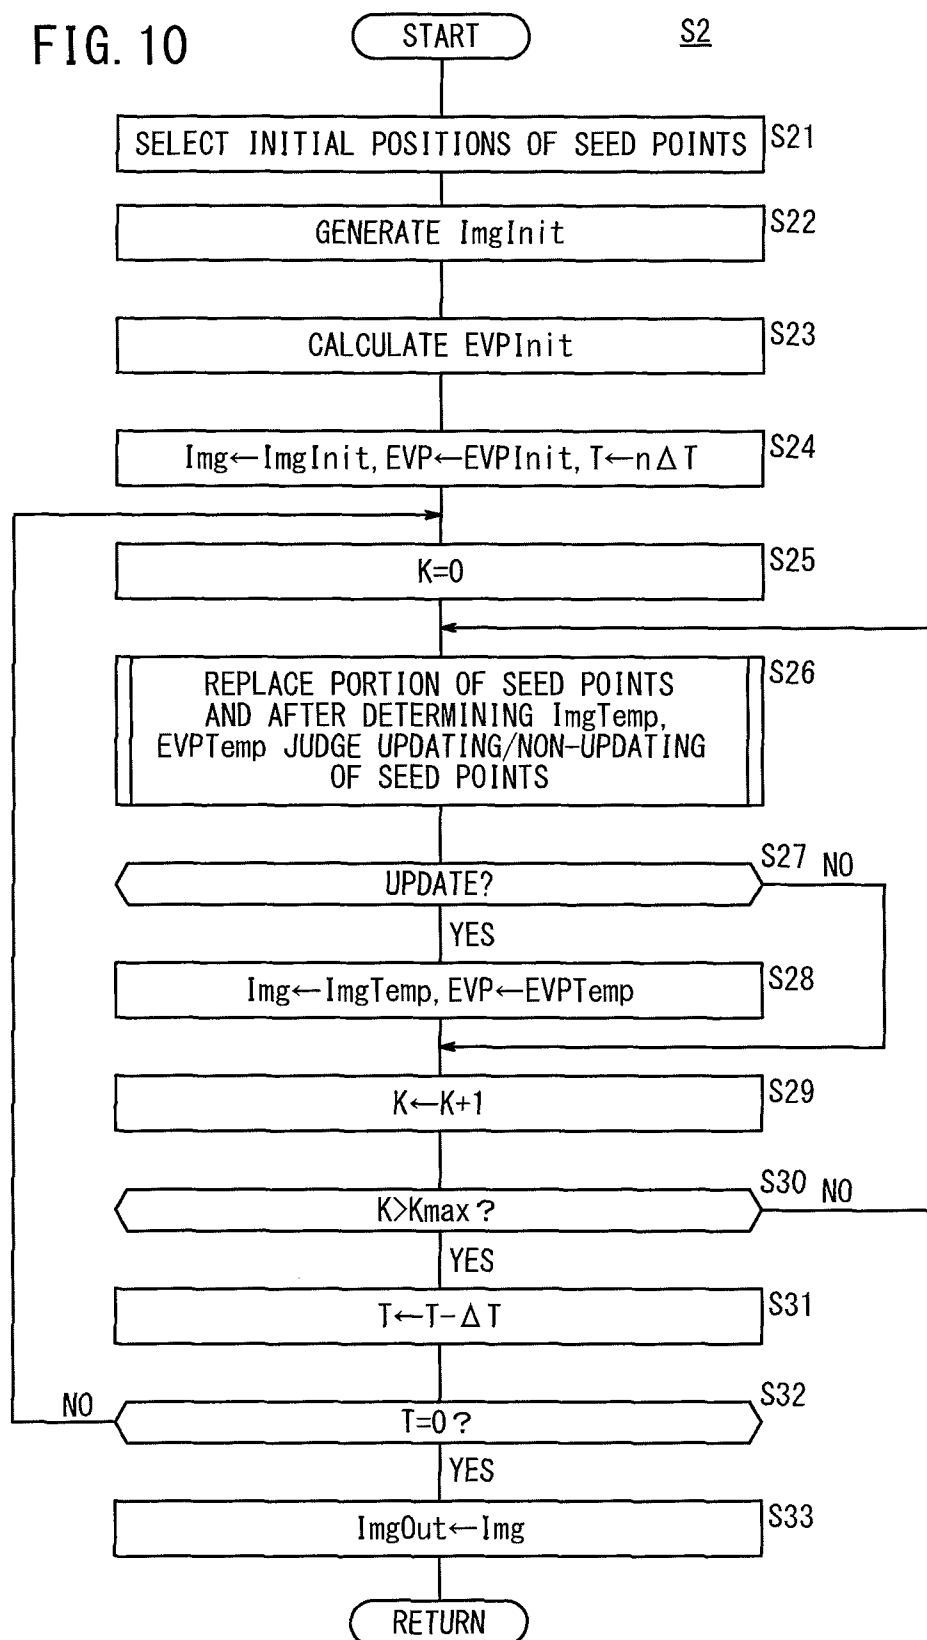 FIG. 10
START
S2
SELECT INITIAL POSITIONS OF SEED POINTS
S21
GENERATE ImgInit
S22
CALCULATE EVPInit
S23
Img←ImgInit, EVP←EVPInit, T←nΔT
S24
K=0
S25
REPLACE PORTION OF SEED POINTS
AND AFTER DETERMINING ImgTemp,
EVPTemp JUDGE UPDATING/NON-UPDATING
OF SEED POINTS
S26
UPDATE?
S27
NO
YES
Img←ImgTemp, EVP←EVPTemp
S28
K←K+1
S29
K>Kmax?
S30
NO
YES
T←T-ΔT
S31
NO
T=0?
S32
YES
ImgOut←Img
S33
RETURN